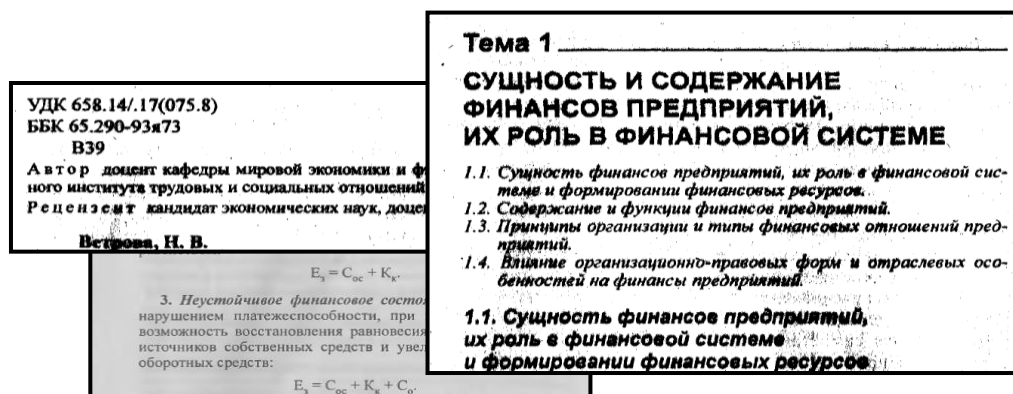 УДК 658.14/.17(075.8)
ББК 65.290-93я73
В39
Автор доцент кафедры мировой экономики и ф
ного института трудовых и социальных отношений
Рецензент кандидат экономических наук, доце
Ветрова, Н. В.
Eз = Cос + Kк.
3. Неустойчивое финансовое состо
нарушением платежеспособности, при
возможность восстановления равновесия
источников собственных средств и увел
оборотных средств:
Eз = Cос + Kк + Cо.
Тема 1
СУЩНОСТЬ И СОДЕРЖАНИЕ
ФИНАНСОВ ПРЕДПРИЯТИЙ,
ИХ РОЛЬ В ФИНАНСОВОЙ СИСТЕМЕ
1.1. Сущность финансов предприятий, их роль в финансовой сис-
теме и формировании финансовых ресурсов.
1.2. Содержание и функции финансов предприятий.
1.3. Принципы организации и типы финансовых отношений пред-
приятий.
1.4. Влияние организационно-правовых форм и отраслевых осо-
бенностей на финансы предприятий.
1.1. Сущность финансов предприятий,
их роль в финансовой системе
и формировании финансовых ресурсов